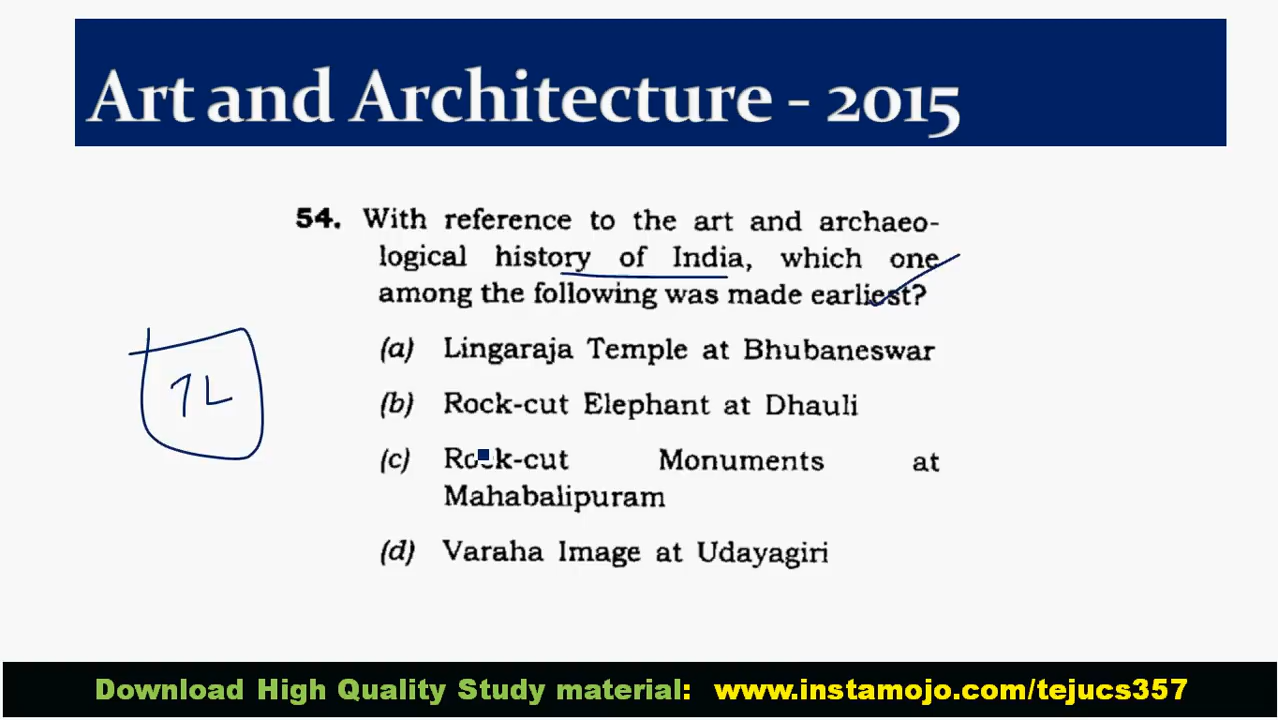 Art and Architecture - 2015
54. With reference to the art and archaeo-
logical history of India, which one
among the following was made earliest?
(a) Lingaraja Temple at Bhubaneswar
(b) Rock-cut Elephant at Dhauli
(c) Rock-cut Monuments at
Mahabalipuram
(d) Varaha Image at Udayagiri
Download High Quality Study material: www.instamojo.com/tejucs357